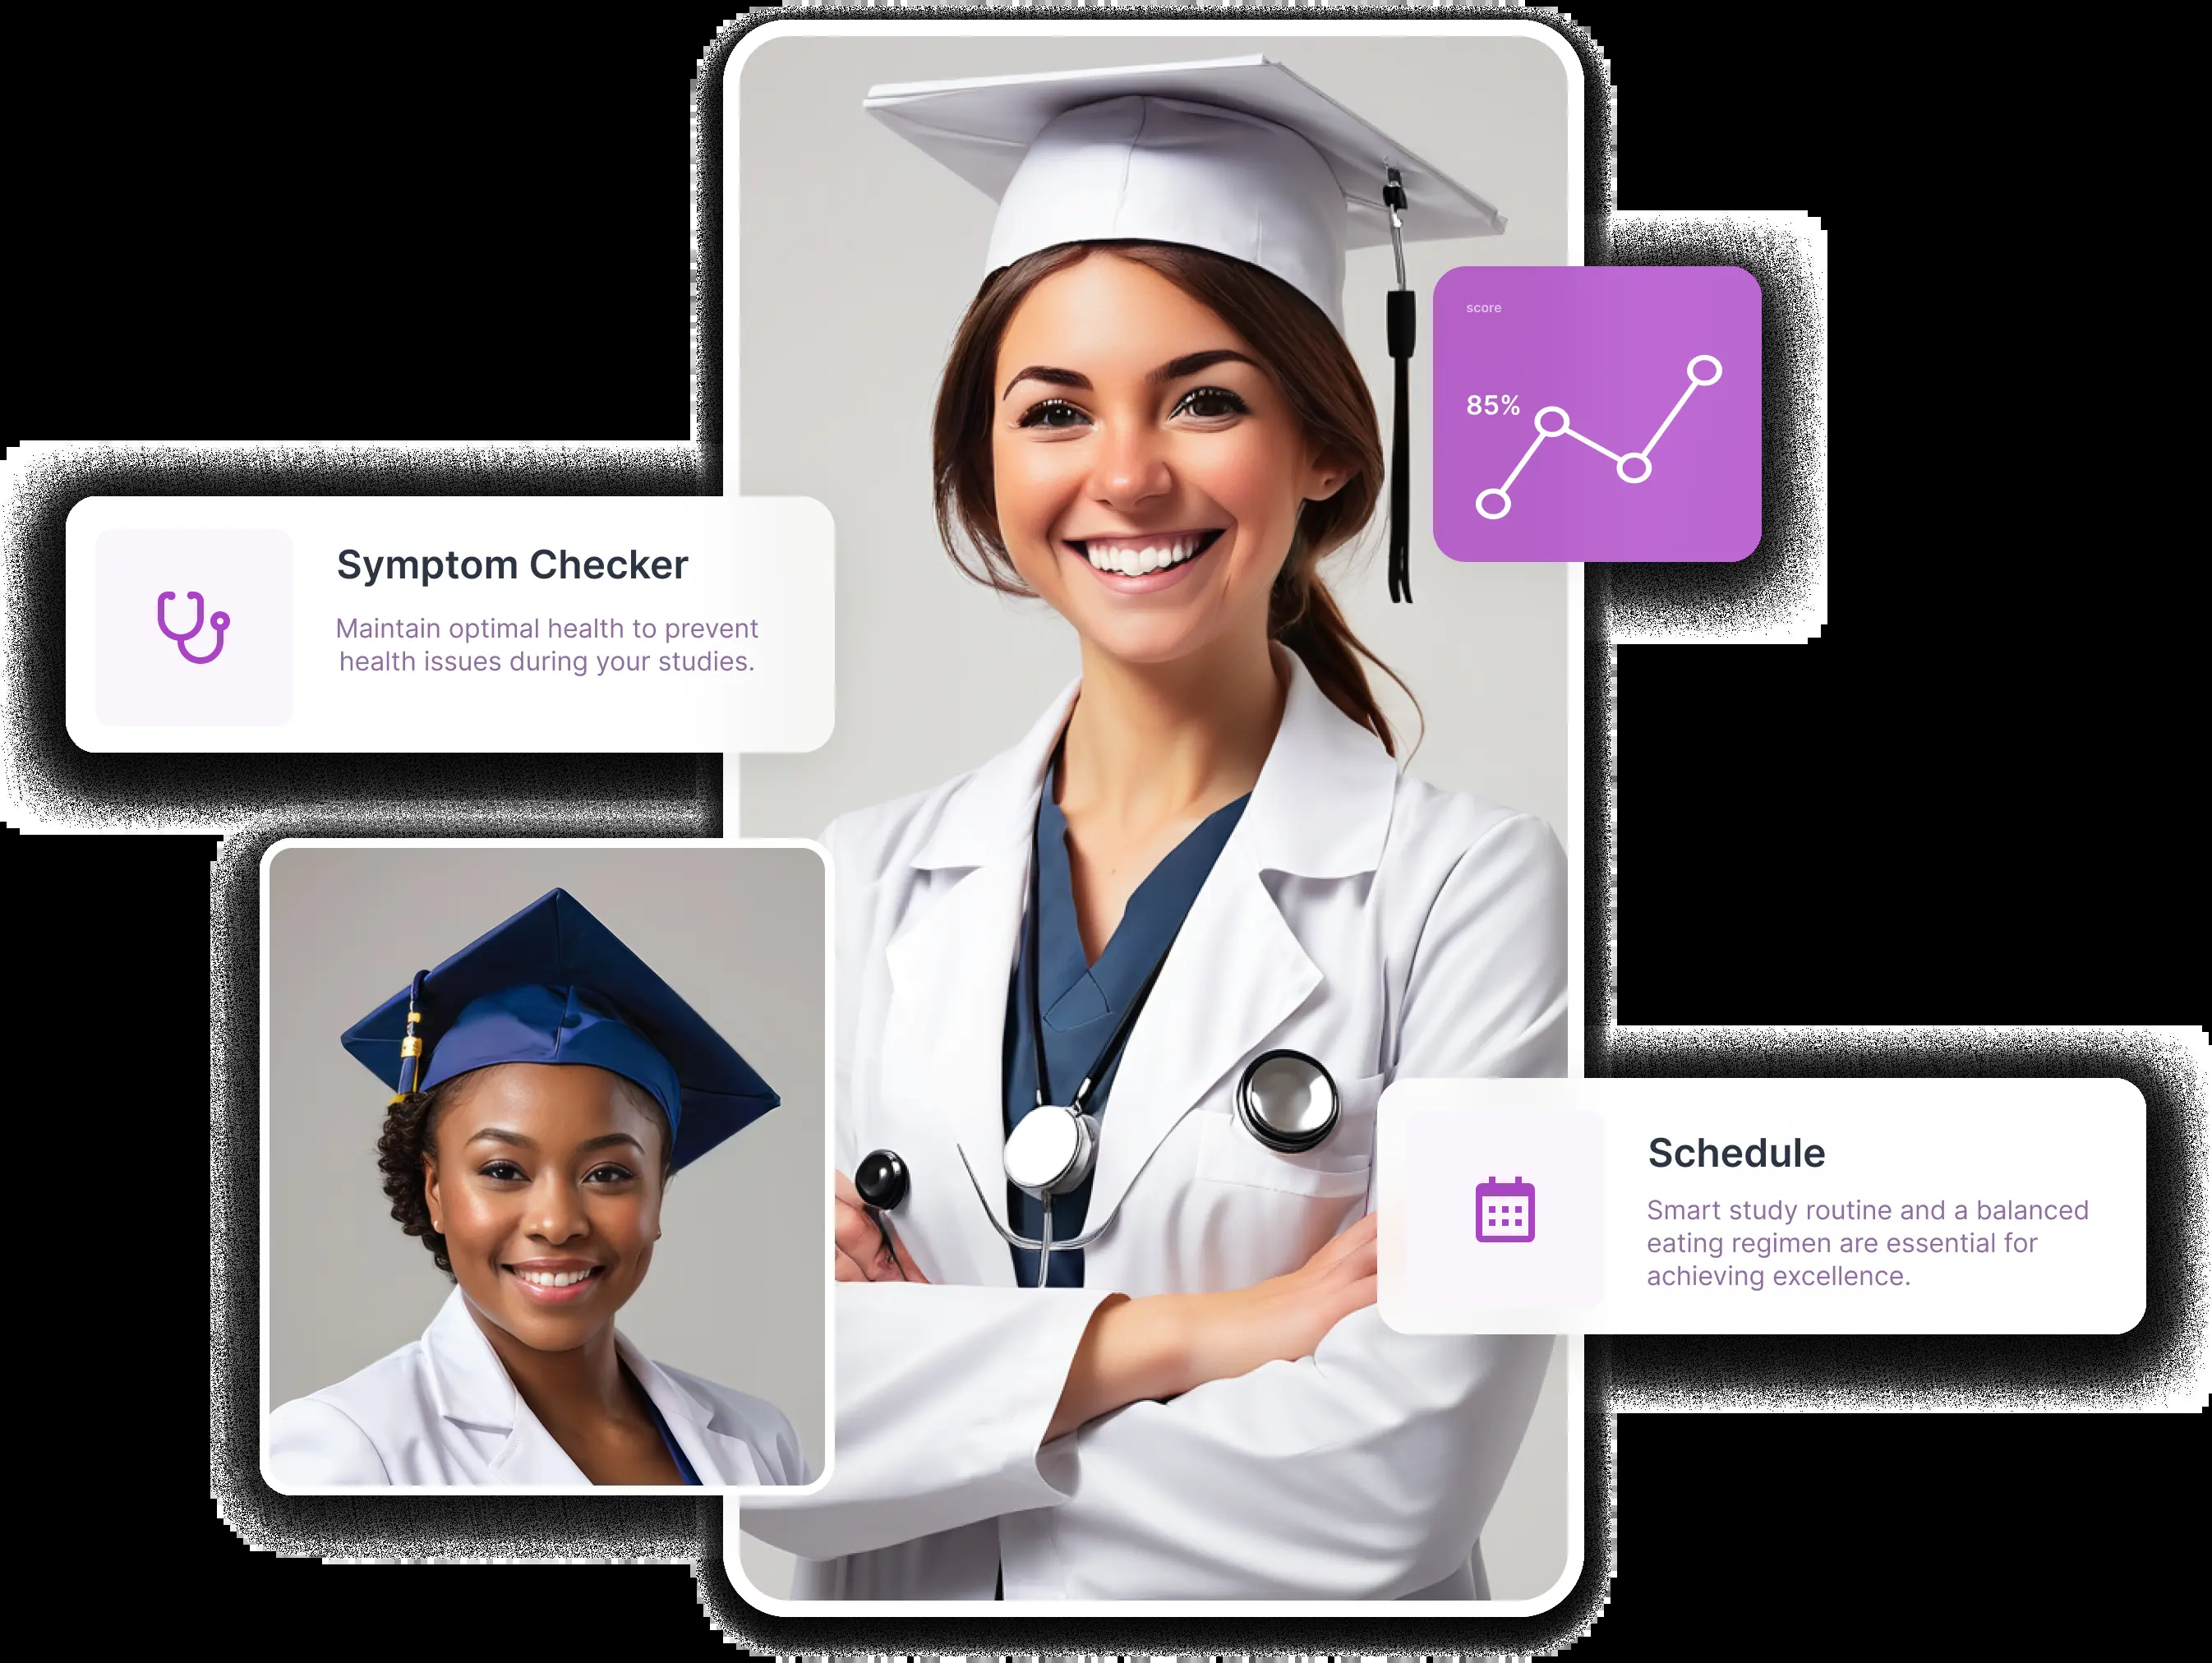 score
85%
Symptom Checker
Maintain optimal health to prevent
health issues during your studies.
Schedule
Smart study routine and a balanced
eating regimen are essential for
achieving excellence.